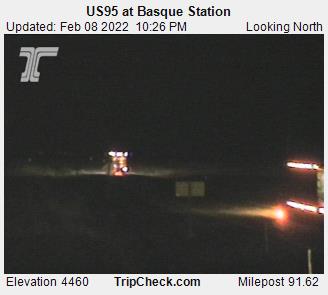 US95 at Basque Station
Updated: Feb 08 2022 10:26 PM Looking North
Elevation 4460 TripCheck.com Milepost 91.62